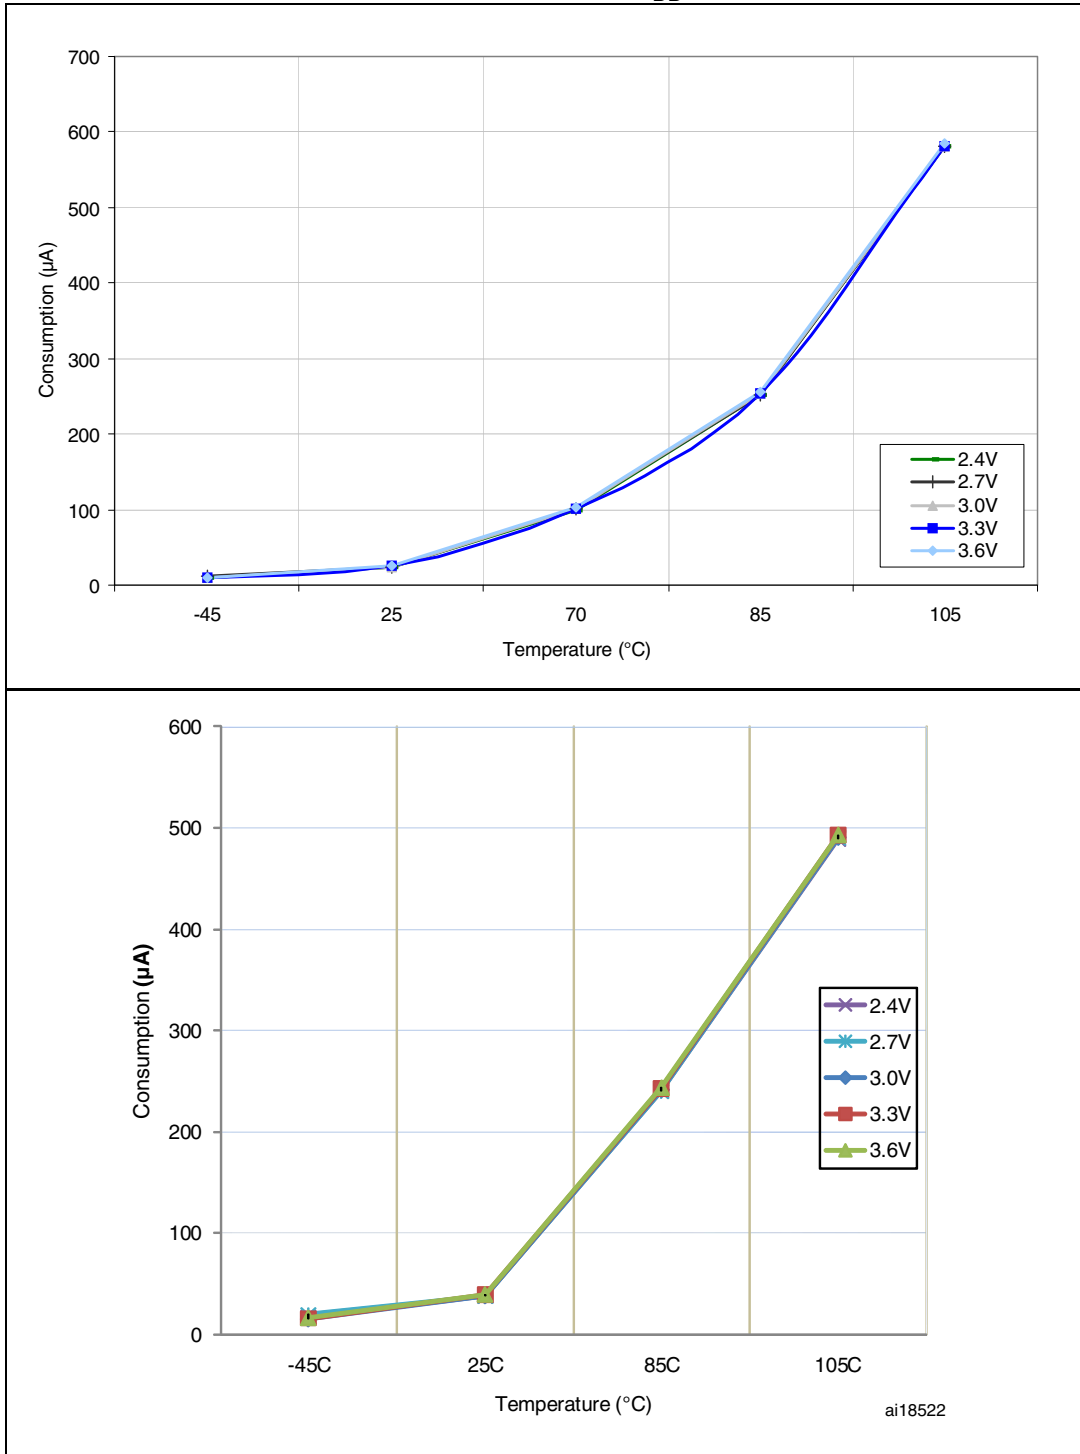 700
600
500
400
300
200
100
0
Consumption (µA)
-45 25 70 85 105
Temperature (°C)
2.4V
2.7V
3.0V
3.3V
3.6V
600
500
400
300
200
100
0
Consumption (µA)
-45C 25C 85C 105C
Temperature (°C)
2.4V
2.7V
3.0V
3.3V
3.6V
ai18522